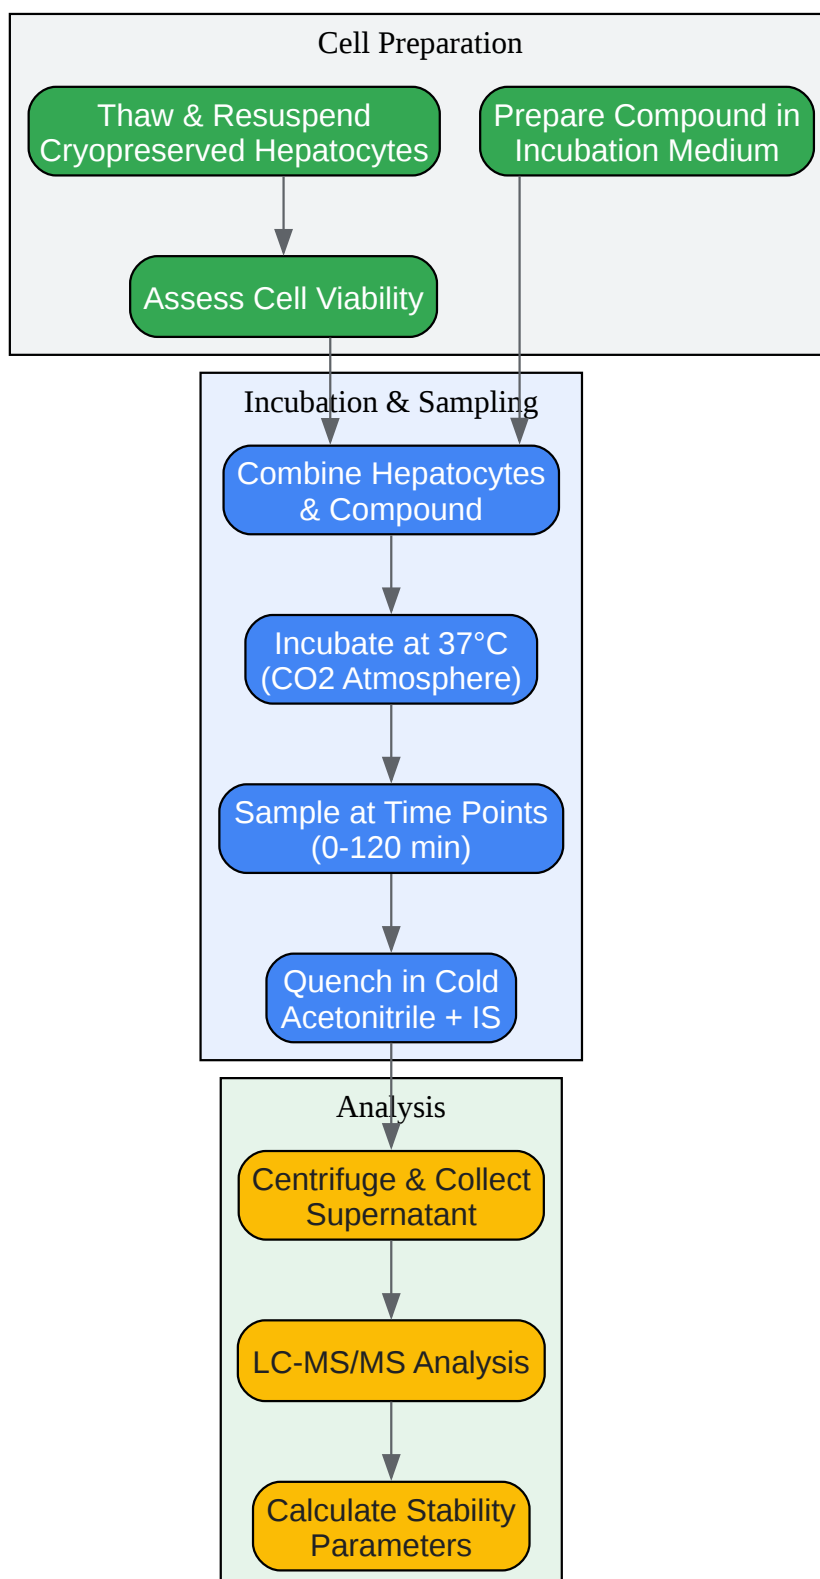 Cell Preparation
Thaw & Resuspend
Cryopreserved Hepatocytes
Prepare Compound in
Incubation Medium
Assess Cell Viability
Incubation & Sampling
Combine Hepatocytes
& Compound
Incubate at 37°C
(CO2 Atmosphere)
Sample at Time Points
(0-120 min)
Quench in Cold
Acetonitrile + IS
Analysis
Centrifuge & Collect
Supernatant
LC-MS/MS Analysis
Calculate Stability
Parameters